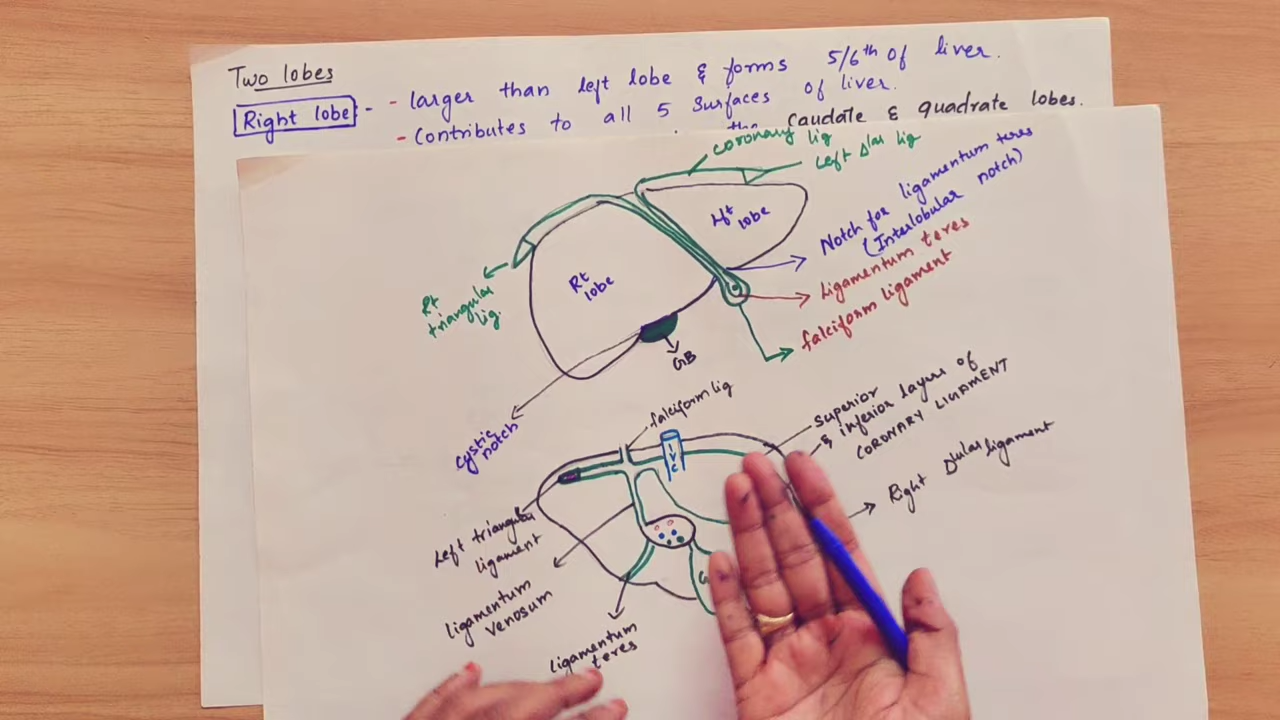 Two lobes
Right lobe - - larger than left lobe & forms 5/6th of liver.
- Contributes to all 5 surfaces of liver.
the caudate & quadrate lobes.
coronary lig
Left Δlar lig
Notch for ligamentum teres
(Interlobular notch)
Ligamentum teres
falciform ligament
Lft
lobe
Rt
lobe
Rt
triangular
lig.
GB
cystic
notch
falciform lig
Superior
& inferior layers of
CORONARY LIGAMENT
Right Δular ligament
IVC
Left triangular
ligament
ligamentum
venosum
ligamentum
teres